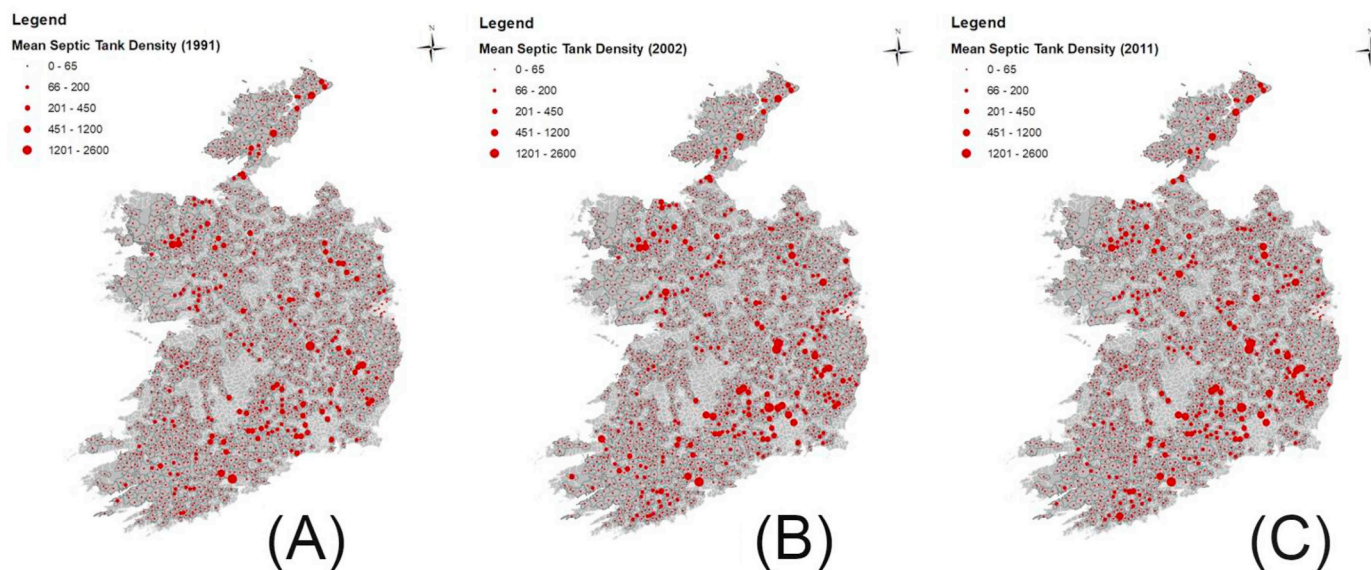 Legend
Mean Septic Tank Density (1991)
0 - 65
66 - 200
201 - 450
451 - 1200
1201 - 2600
N
(A)
Legend
Mean Septic Tank Density (2002)
0 - 65
66 - 200
201 - 450
451 - 1200
1201 - 2600
N
(B)
Legend
Mean Septic Tank Density (2011)
0 - 65
66 - 200
201 - 450
451 - 1200
1201 - 2600
N
(C)